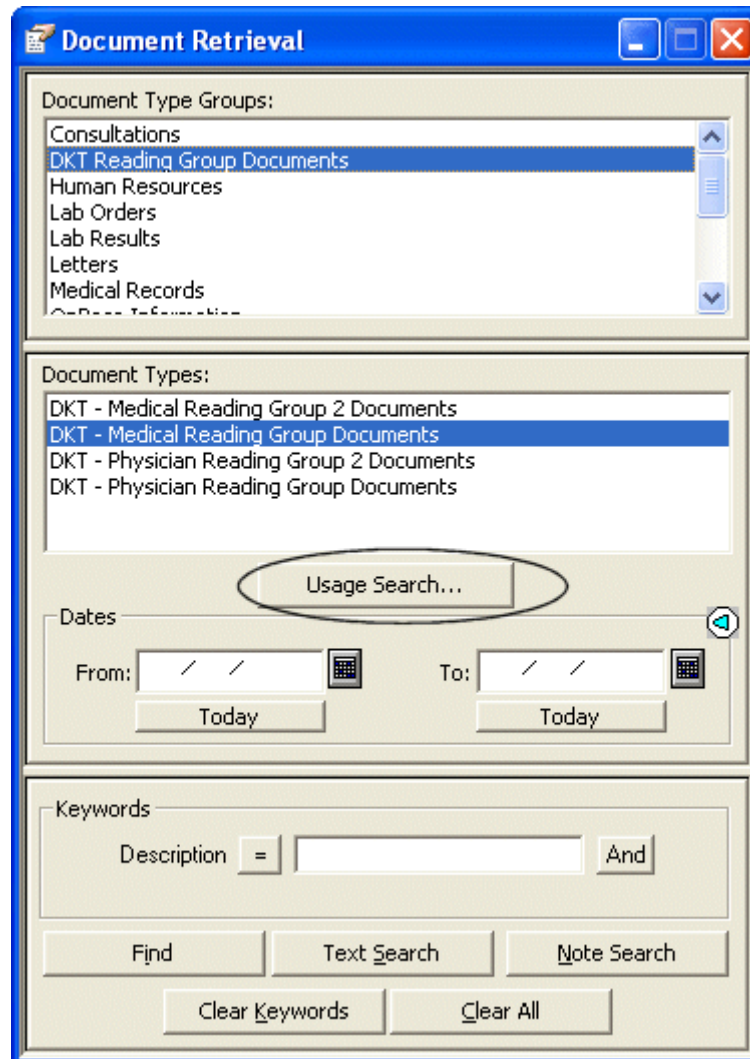 Document Retrieval
Document Type Groups:
Consultations
DKT Reading Group Documents
Human Resources
Lab Orders
Lab Results
Letters
Medical Records
OnBase Information
Document Types:
DKT - Medical Reading Group 2 Documents
DKT - Medical Reading Group Documents
DKT - Physician Reading Group 2 Documents
DKT - Physician Reading Group Documents
Usage Search...
Dates
From: / / To: / /
Today Today
Keywords
Description = And
Find Text Search Note Search
Clear Keywords Clear All